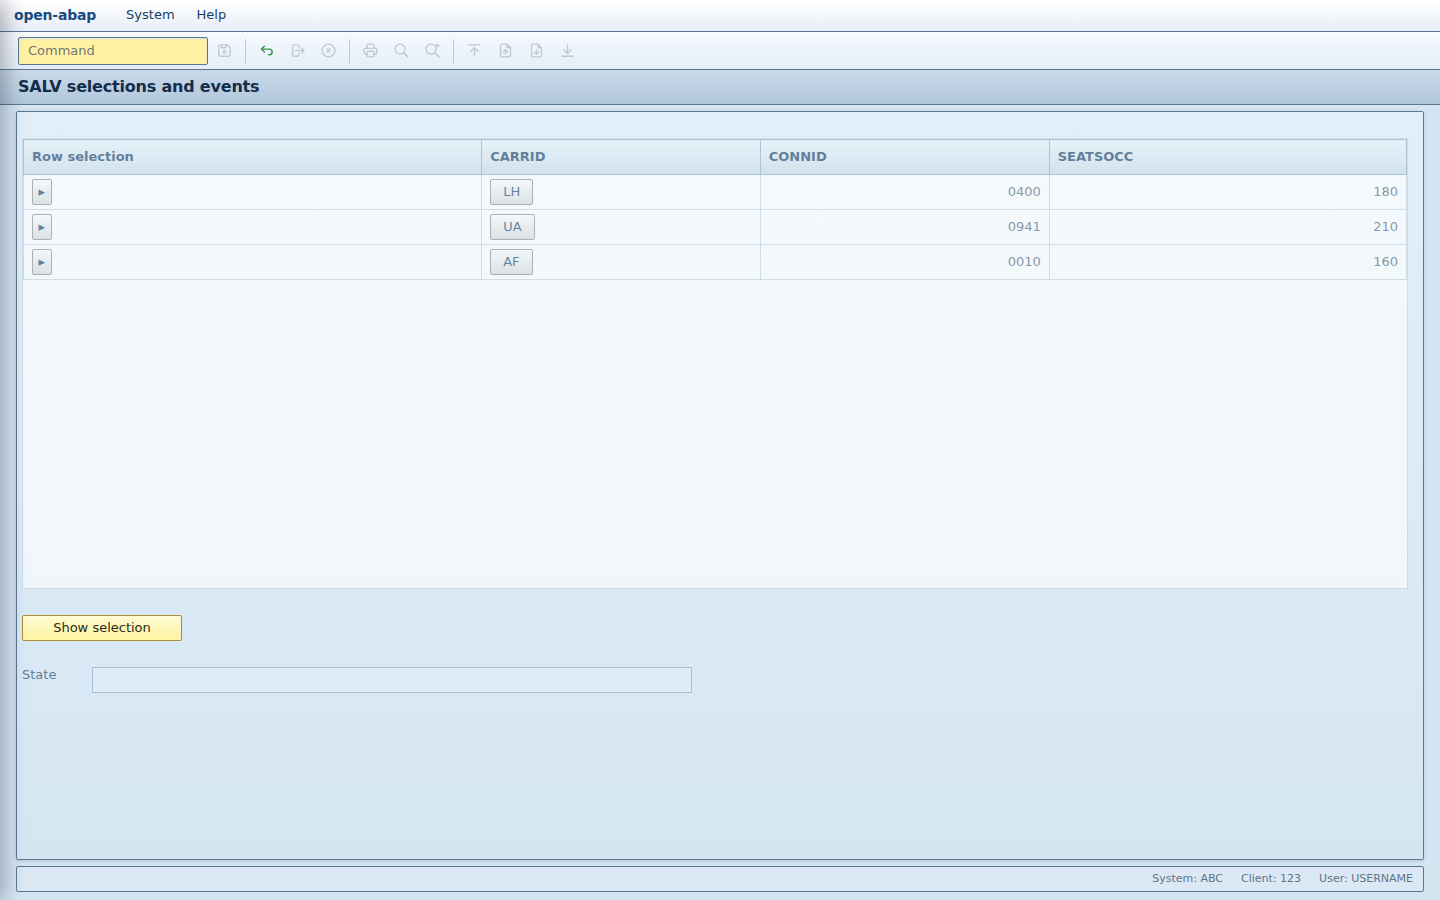 open-abap System Help
Command
SALV selections and events
Row selection CARRID CONNID SEATSOCC
LH 0400 180
UA 0941 210
AF 0010 160
Show selection
State
System: ABC Client: 123 User: USERNAME